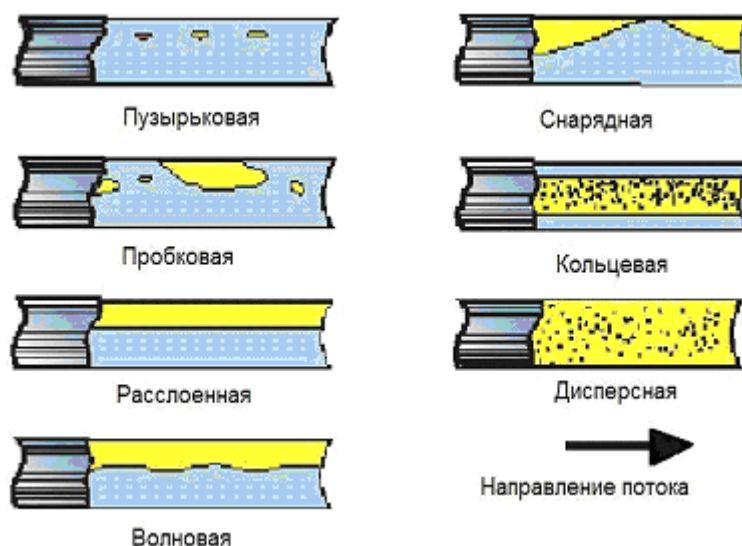 Пузырьковая
Снарядная
Пробковая
Кольцевая
Расслоенная
Дисперсная
Направление потока
Волновая